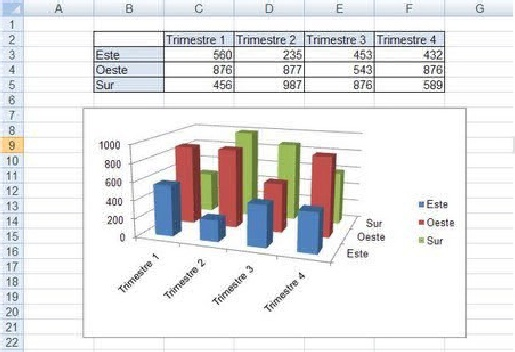 A B C D E F G
1
2 Trimestre 1 Trimestre 2 Trimestre 3 Trimestre 4
3 Este 560 235 453 432
4 Oeste 876 877 543 876
5 Sur 456 987 876 589
6
7
8
9
10
11
12
13
14
15
16
17
18
19
20
21
22
1000
800
600
400
200
0
Trimestre 1
Trimestre 2
Trimestre 3
Trimestre 4
Sur
Oeste
Este
Este
Oeste
Sur